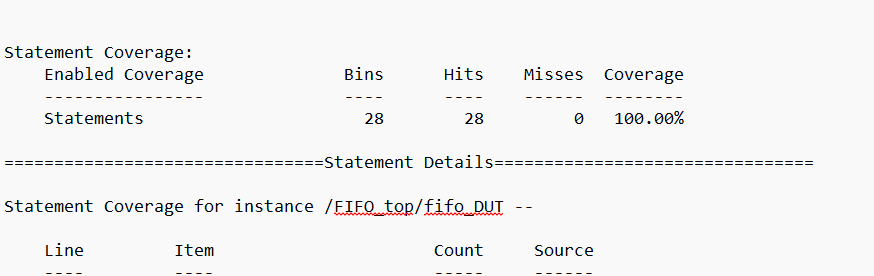 Statement Coverage:
    Enabled Coverage              Bins      Hits    Misses  Coverage
    ----------------              ----      ----    ------  --------
    Statements                      28        28         0   100.00%
================================Statement Details================================
Statement Coverage for instance /FIFO_top/fifo_DUT --
    Line         Item                      Count     Source
    ----         ----                      -----     ------